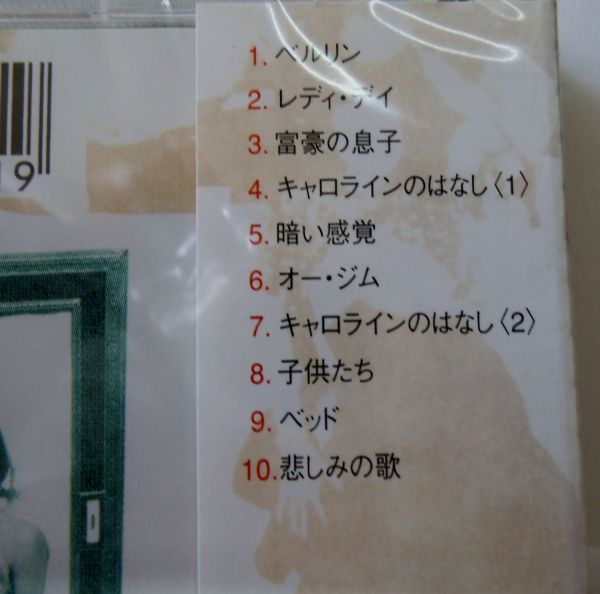 1. ベルリン
2. レディ・デイ
3. 富豪の息子
4. キャロラインのはなし〈1〉
5. 暗い感覚
6. オー・ジム
7. キャロラインのはなし〈2〉
8. 子供たち
9. ベッド
10. 悲しみの歌
19